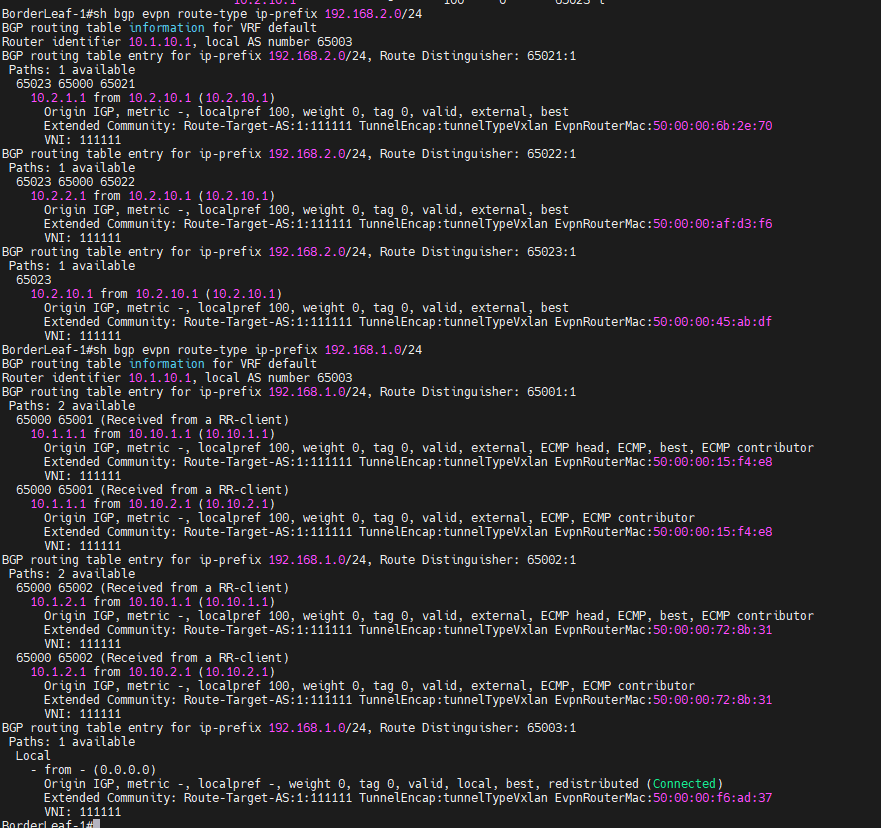 BorderLeaf-1#sh bgp evpn route-type ip-prefix 192.168.2.0/24
BGP routing table information for VRF default
Router identifier 10.1.10.1, local AS number 65003
BGP routing table entry for ip-prefix 192.168.2.0/24, Route Distinguisher: 65021:1
 Paths: 1 available
  65023 65000 65021
    10.2.1.1 from 10.2.10.1 (10.2.10.1)
      Origin IGP, metric -, localpref 100, weight 0, tag 0, valid, external, best
      Extended Community: Route-Target-AS:1:111111 TunnelEncap:tunnelTypeVxlan EvpnRouterMac:50:00:00:6b:2e:70
      VNI: 111111
BGP routing table entry for ip-prefix 192.168.2.0/24, Route Distinguisher: 65022:1
 Paths: 1 available
  65023 65000 65022
    10.2.2.1 from 10.2.10.1 (10.2.10.1)
      Origin IGP, metric -, localpref 100, weight 0, tag 0, valid, external, best
      Extended Community: Route-Target-AS:1:111111 TunnelEncap:tunnelTypeVxlan EvpnRouterMac:50:00:00:af:d3:f6
      VNI: 111111
BGP routing table entry for ip-prefix 192.168.2.0/24, Route Distinguisher: 65023:1
 Paths: 1 available
  65023
    10.2.10.1 from 10.2.10.1 (10.2.10.1)
      Origin IGP, metric -, localpref 100, weight 0, tag 0, valid, external, best
      Extended Community: Route-Target-AS:1:111111 TunnelEncap:tunnelTypeVxlan EvpnRouterMac:50:00:00:45:ab:df
      VNI: 111111
BorderLeaf-1#sh bgp evpn route-type ip-prefix 192.168.1.0/24
BGP routing table information for VRF default
Router identifier 10.1.10.1, local AS number 65003
BGP routing table entry for ip-prefix 192.168.1.0/24, Route Distinguisher: 65001:1
 Paths: 2 available
  65000 65001 (Received from a RR-client)
    10.1.1.1 from 10.10.1.1 (10.10.1.1)
      Origin IGP, metric -, localpref 100, weight 0, tag 0, valid, external, ECMP head, ECMP, best, ECMP contributor
      Extended Community: Route-Target-AS:1:111111 TunnelEncap:tunnelTypeVxlan EvpnRouterMac:50:00:00:15:f4:e8
      VNI: 111111
  65000 65001 (Received from a RR-client)
    10.1.1.1 from 10.10.2.1 (10.10.2.1)
      Origin IGP, metric -, localpref 100, weight 0, tag 0, valid, external, ECMP, ECMP contributor
      Extended Community: Route-Target-AS:1:111111 TunnelEncap:tunnelTypeVxlan EvpnRouterMac:50:00:00:15:f4:e8
      VNI: 111111
BGP routing table entry for ip-prefix 192.168.1.0/24, Route Distinguisher: 65002:1
 Paths: 2 available
  65000 65002 (Received from a RR-client)
    10.1.2.1 from 10.10.1.1 (10.10.1.1)
      Origin IGP, metric -, localpref 100, weight 0, tag 0, valid, external, ECMP head, ECMP, best, ECMP contributor
      Extended Community: Route-Target-AS:1:111111 TunnelEncap:tunnelTypeVxlan EvpnRouterMac:50:00:00:72:8b:31
      VNI: 111111
  65000 65002 (Received from a RR-client)
    10.1.2.1 from 10.10.2.1 (10.10.2.1)
      Origin IGP, metric -, localpref 100, weight 0, tag 0, valid, external, ECMP, ECMP contributor
      Extended Community: Route-Target-AS:1:111111 TunnelEncap:tunnelTypeVxlan EvpnRouterMac:50:00:00:72:8b:31
      VNI: 111111
BGP routing table entry for ip-prefix 192.168.1.0/24, Route Distinguisher: 65003:1
 Paths: 1 available
  Local
    - from - (0.0.0.0)
      Origin IGP, metric -, localpref -, weight 0, tag 0, valid, local, best, redistributed (Connected)
      Extended Community: Route-Target-AS:1:111111 TunnelEncap:tunnelTypeVxlan EvpnRouterMac:50:00:00:f6:ad:37
      VNI: 111111
BorderLeaf-1#